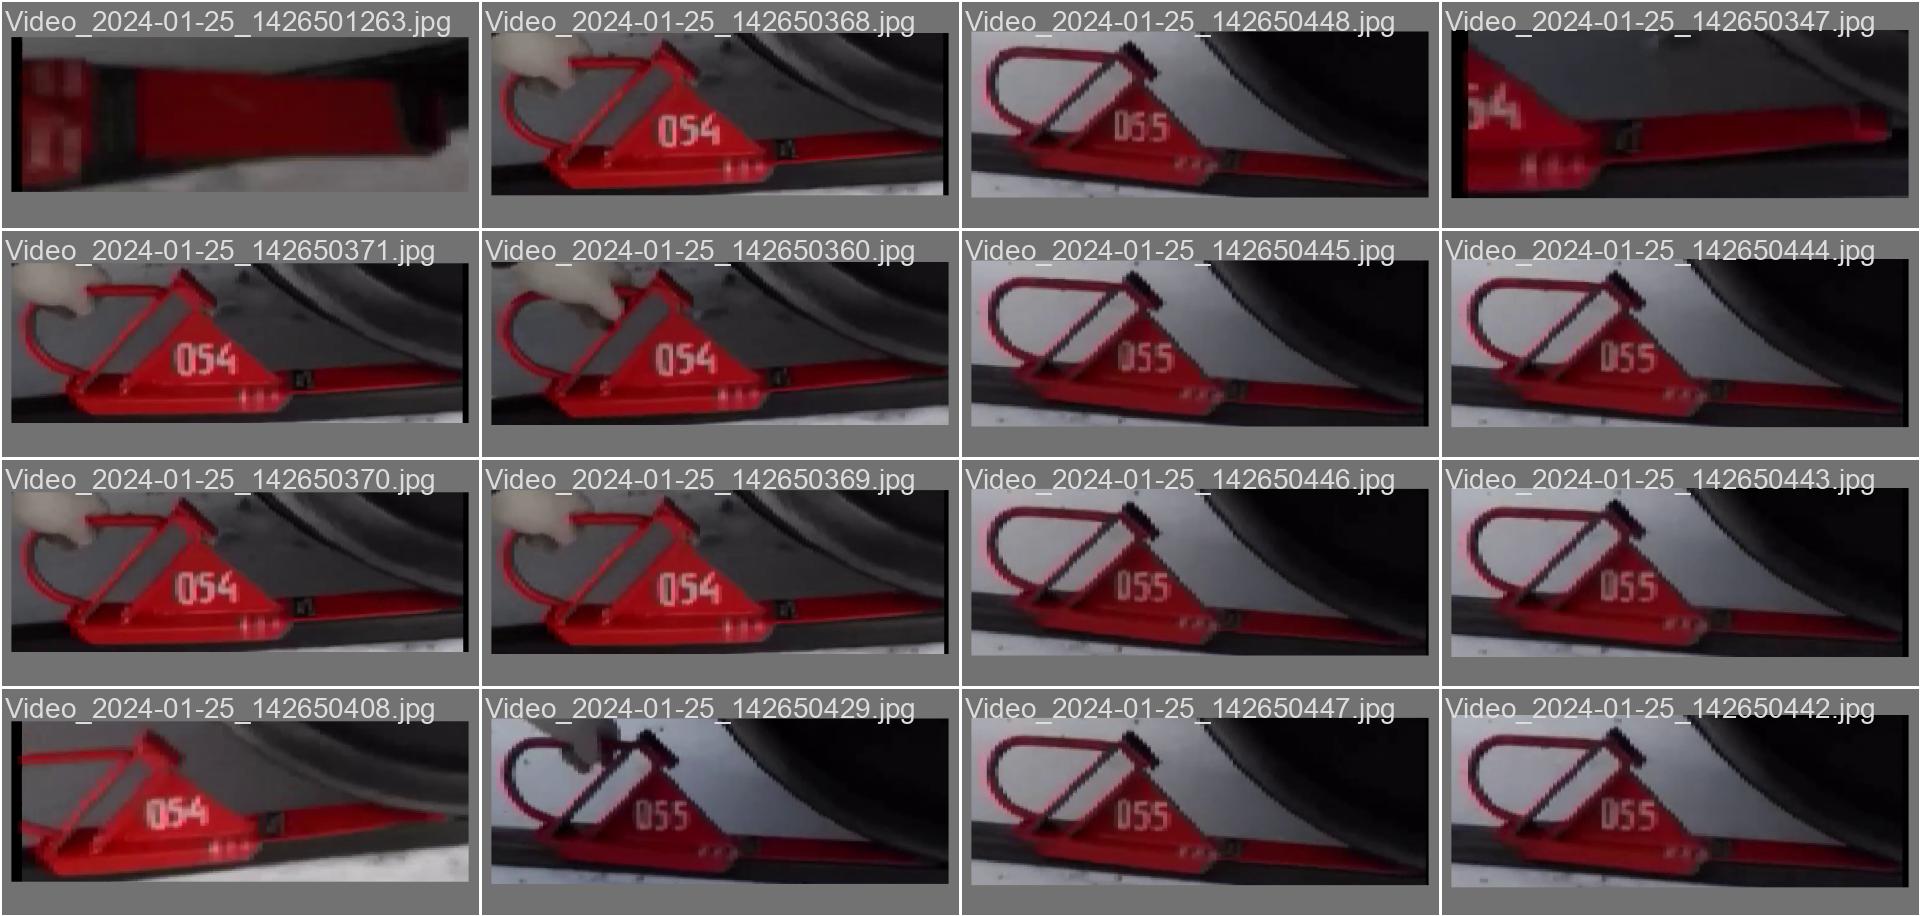 Video_2024-01-25_1426501263.jpg
Video_2024-01-25_142650368.jpg
054
Video_2024-01-25_142650448.jpg
055
Video_2024-01-25_142650347.jpg
54
Video_2024-01-25_142650371.jpg
054
Video_2024-01-25_142650360.jpg
054
Video_2024-01-25_142650445.jpg
055
Video_2024-01-25_142650444.jpg
055
Video_2024-01-25_142650370.jpg
054
Video_2024-01-25_142650369.jpg
054
Video_2024-01-25_142650446.jpg
055
Video_2024-01-25_142650443.jpg
055
Video_2024-01-25_142650408.jpg
054
Video_2024-01-25_142650429.jpg
055
Video_2024-01-25_142650447.jpg
055
Video_2024-01-25_142650442.jpg
055